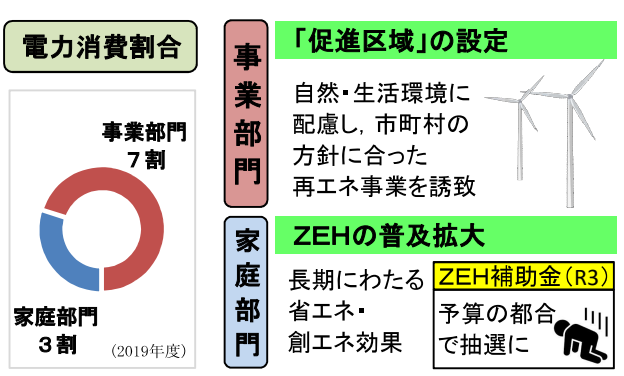 電力消費割合
事業部門
７割
家庭部門
３割
(2019年度)
事業部門
「促進区域」の設定
自然・生活環境に
配慮し，市町村の
方針に合った
再エネ事業を誘致
家庭部門
ZEHの普及拡大
長期にわたる
省エネ・
創エネ効果
ZEH補助金（R3）
予算の都合
で抽選に